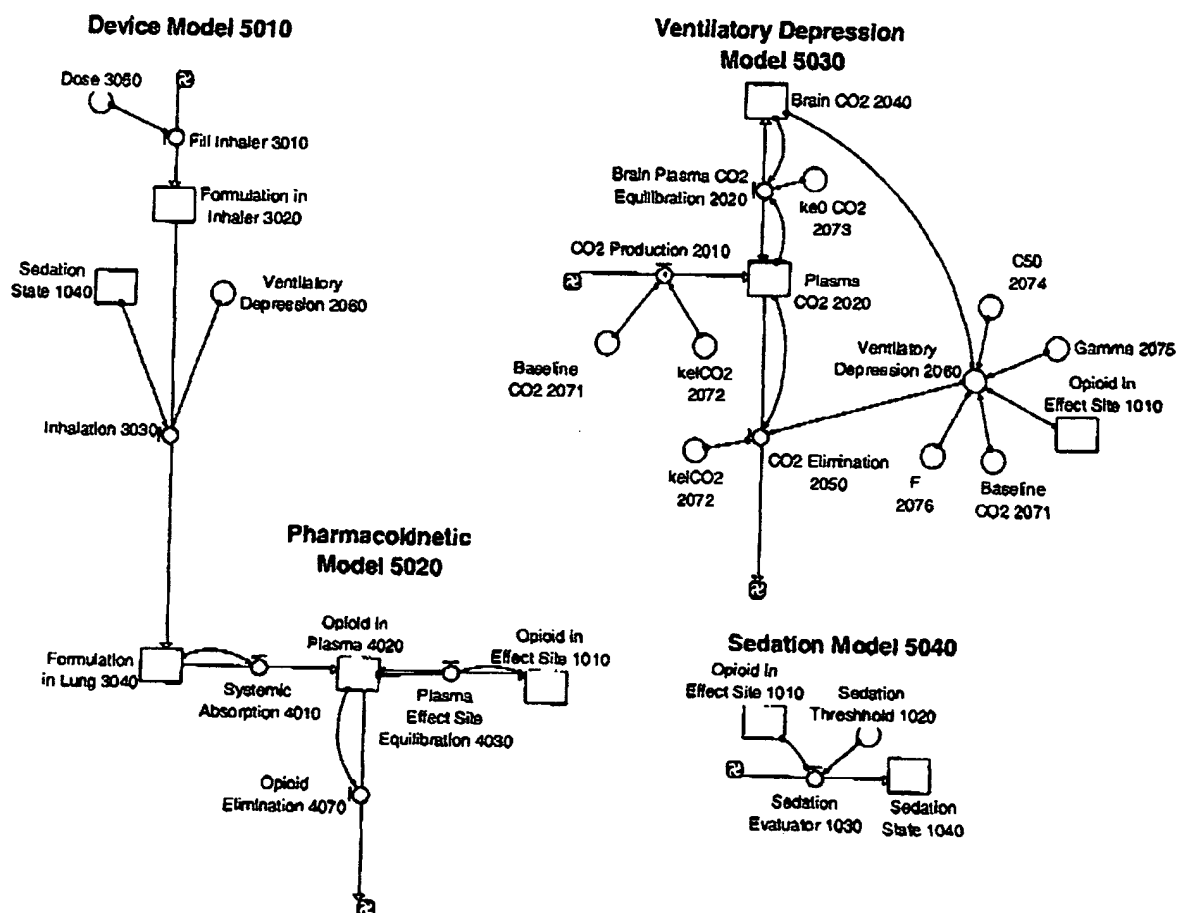 Device Model 5010
Dose 3060
Fill Inhaler 3010
Formulation in
Inhaler 3020
Sedation
State 1040
Ventilatory
Depression 2060
Inhalation 3030
Pharmacokinetic
Model 5020
Formulation
in Lung 3040
Systemic
Absorption 4010
Opioid in
Plasma 4020
Plasma
Effect Site
Equilibration 4030
Opioid in
Effect Site 1010
Opioid
Elimination 4070
Ventilatory Depression
Model 5030
Brain CO2 2040
Brain Plasma CO2
Equilibration 2020
ke0 CO2
2073
CO2 Production 2010
Plasma
CO2 2020
Baseline
CO2 2071
kelCO2
2072
C50
2074
Ventilatory
Depression 2060
Gamma 2075
Opioid in
Effect Site 1010
kelCO2
2072
CO2 Elimination
2050
F
2076
Baseline
CO2 2071
Sedation Model 5040
Opioid in
Effect Site 1010
Sedation
Threshhold 1020
Sedation
Evaluator 1030
Sedation
State 1040